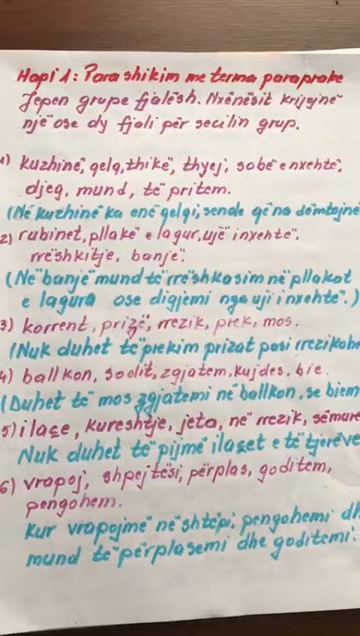 Hapi 1: Parashikim me terma paraprake
Jepen grupe fjalësh. Nxënësit krijojnë
një ose dy fjali për secilin grup.
1) kuzhinë, qelq, thikë, thyej, sobë e nxehtë,
djeg, mund, të pritem.
(Në kuzhinë ka enë qelqi, sende që na dëmtojnë
2) rubinet, pllakë e lagur, ujë i nxehtë,
rrëshkitje, banjë.
(Në banjë mund të rrëshkasim në pllakat
e lagura ose digjemi nga uji i nxehtë.)
3) korrent, prizë, rrezik, prek, mos.
(Nuk duhet të prekim prizat pasi rrezikohe
4) ballkon, sodit, zgjatem, kujdes, bie.
(Duhet të mos zgjatemi në ballkon, se biem
5) ilaçe, kureshtje, jeta, në rrezik, sëmure
Nuk duhet të pijmë ilaçet e të tjerëve
6) vrapoj, shpejtësi, përplas, goditem,
pengohem.
Kur vrapojmë në shtëpi, pengohemi dh
mund të përplasemi dhe goditemi.